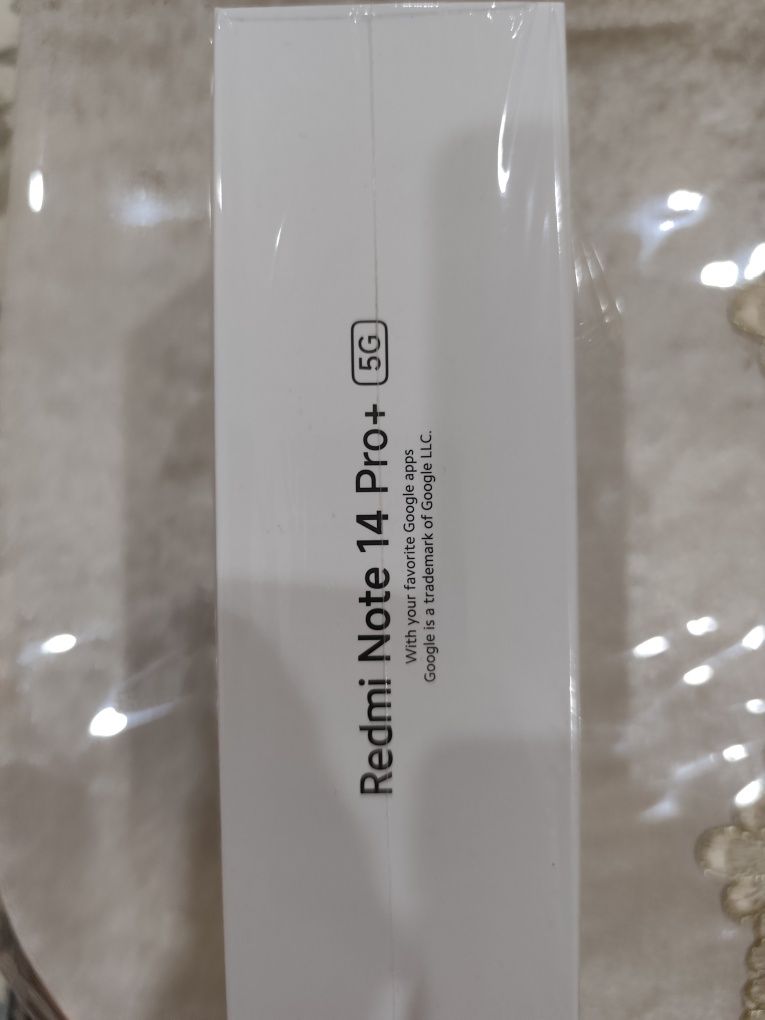 Redmi Note 14 Pro+ 5G
With your favorite Google apps
Google is a trademark of Google LLC.